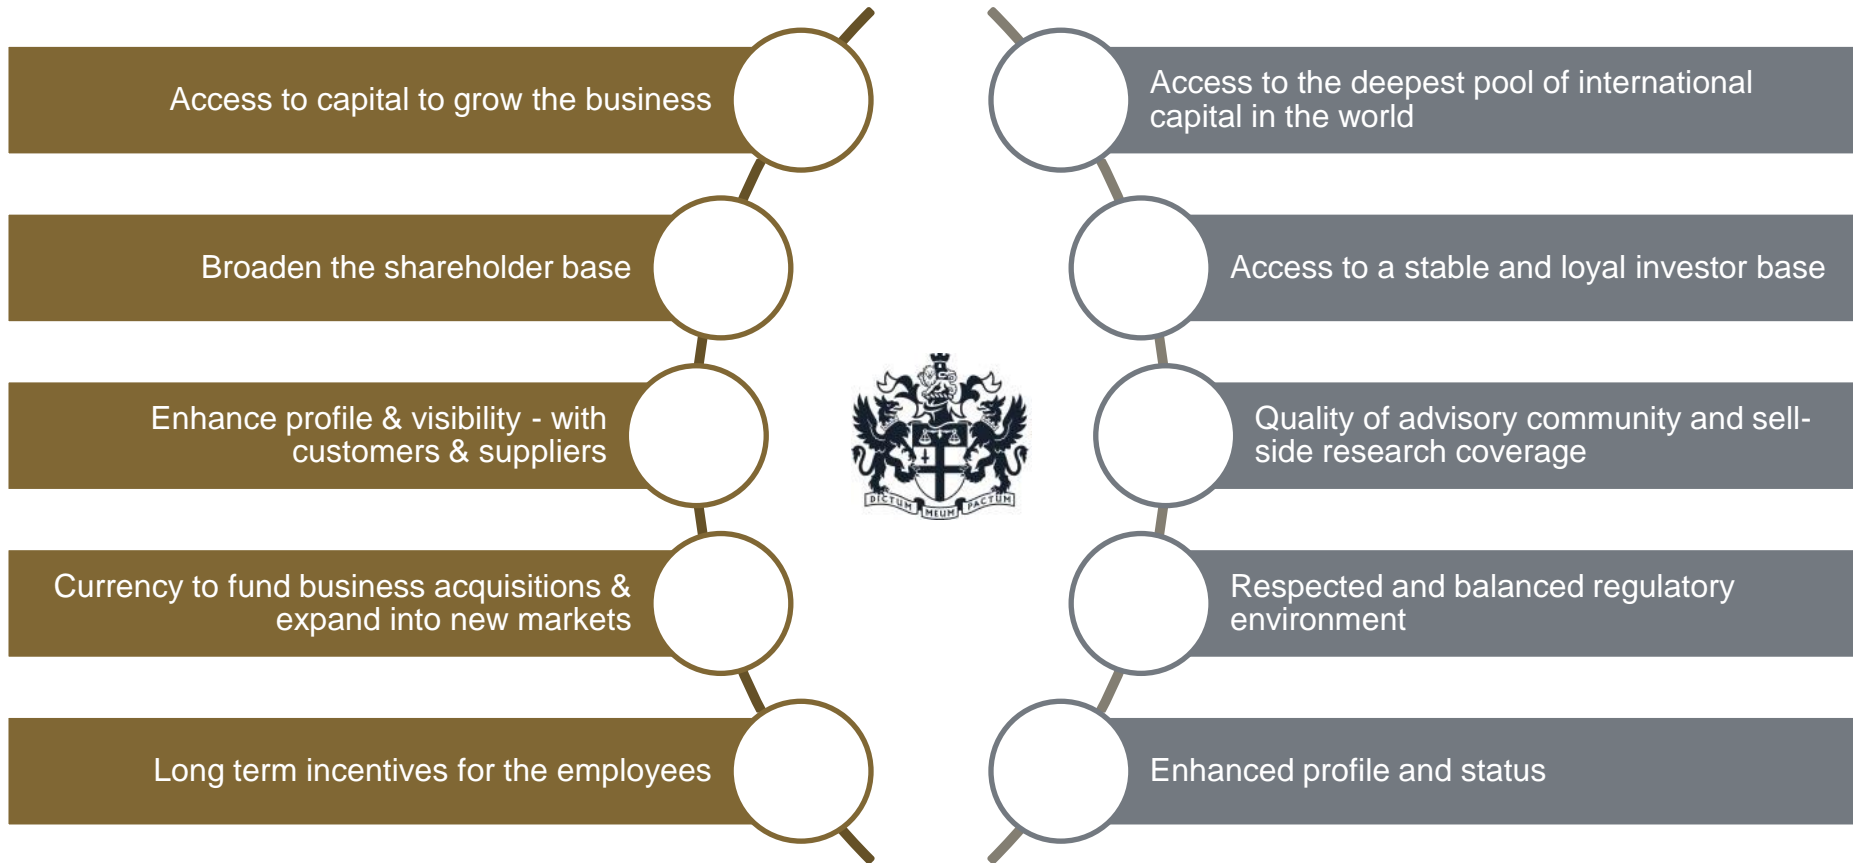 Access to capital to grow the business
Broaden the shareholder base
Enhance profile & visibility - with
customers & suppliers
Currency to fund business acquisitions &
expand into new markets
Long term incentives for the employees
DICTUM MEUM PACTUM
Access to the deepest pool of international
capital in the world
Access to a stable and loyal investor base
Quality of advisory community and sell-
side research coverage
Respected and balanced regulatory
environment
Enhanced profile and status